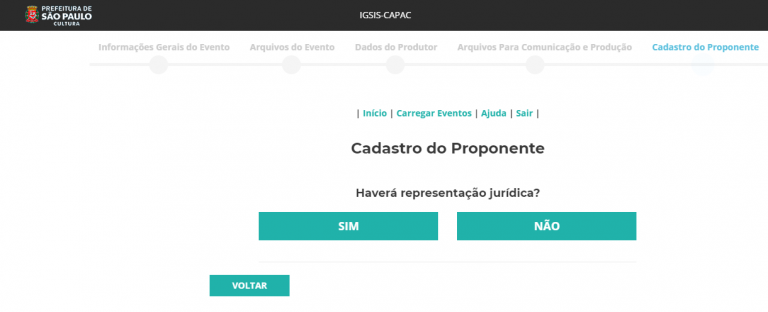 PREFEITURA DE
SÃO PAULO
CULTURA
IGSIS-CAPAC
Informações Gerais do Evento Arquivos do Evento Dados do Produtor Arquivos Para Comunicação e Produção Cadastro do Proponente
| Início | Carregar Eventos | Ajuda | Sair |
Cadastro do Proponente
Haverá representação jurídica?
SIM NÃO
VOLTAR